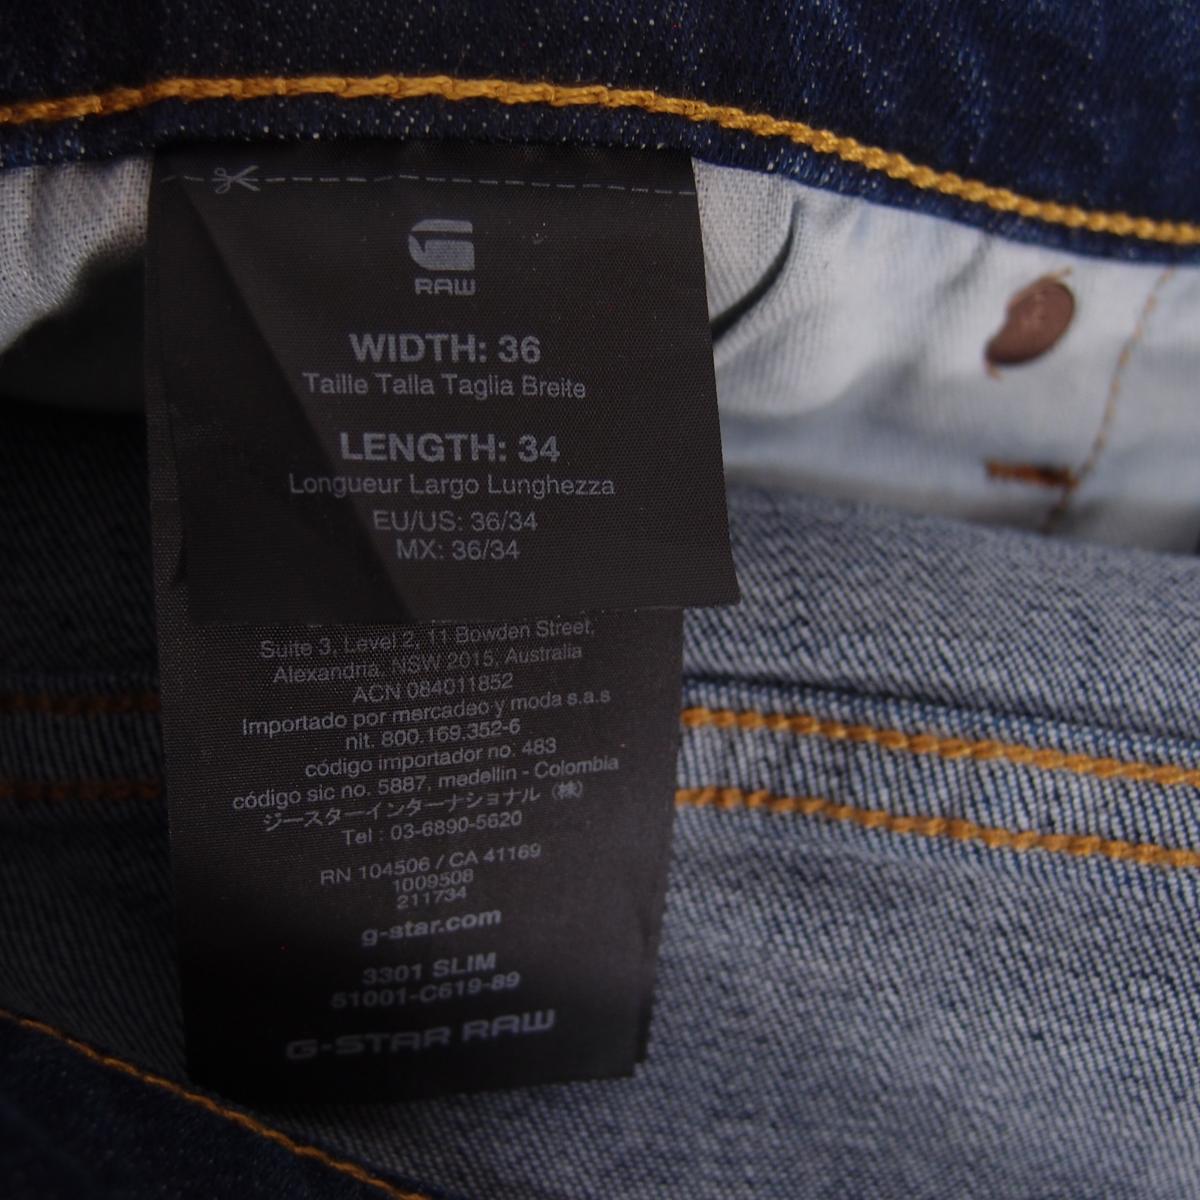 G
RAW
WIDTH: 36
Taille Talla Taglia Breite
LENGTH: 34
Longueur Largo Lunghezza
EU/US: 36/34
MX: 36/34
Suite 3, Level 2, 11 Bowden Street,
Alexandria, NSW 2015, Australia
ACN 084011852
Importado por mercadeo y moda s.a.s
nit. 800.169.352-6
código importador no. 483
código sic no. 5887, medellin - Colombia
ジースターインターナショナル（株）
Tel : 03-6890-5620
RN 104506 / CA 41169
1009508
211734
g-star.com
3301 SLIM
51001-C619-89
G-STAR RAW